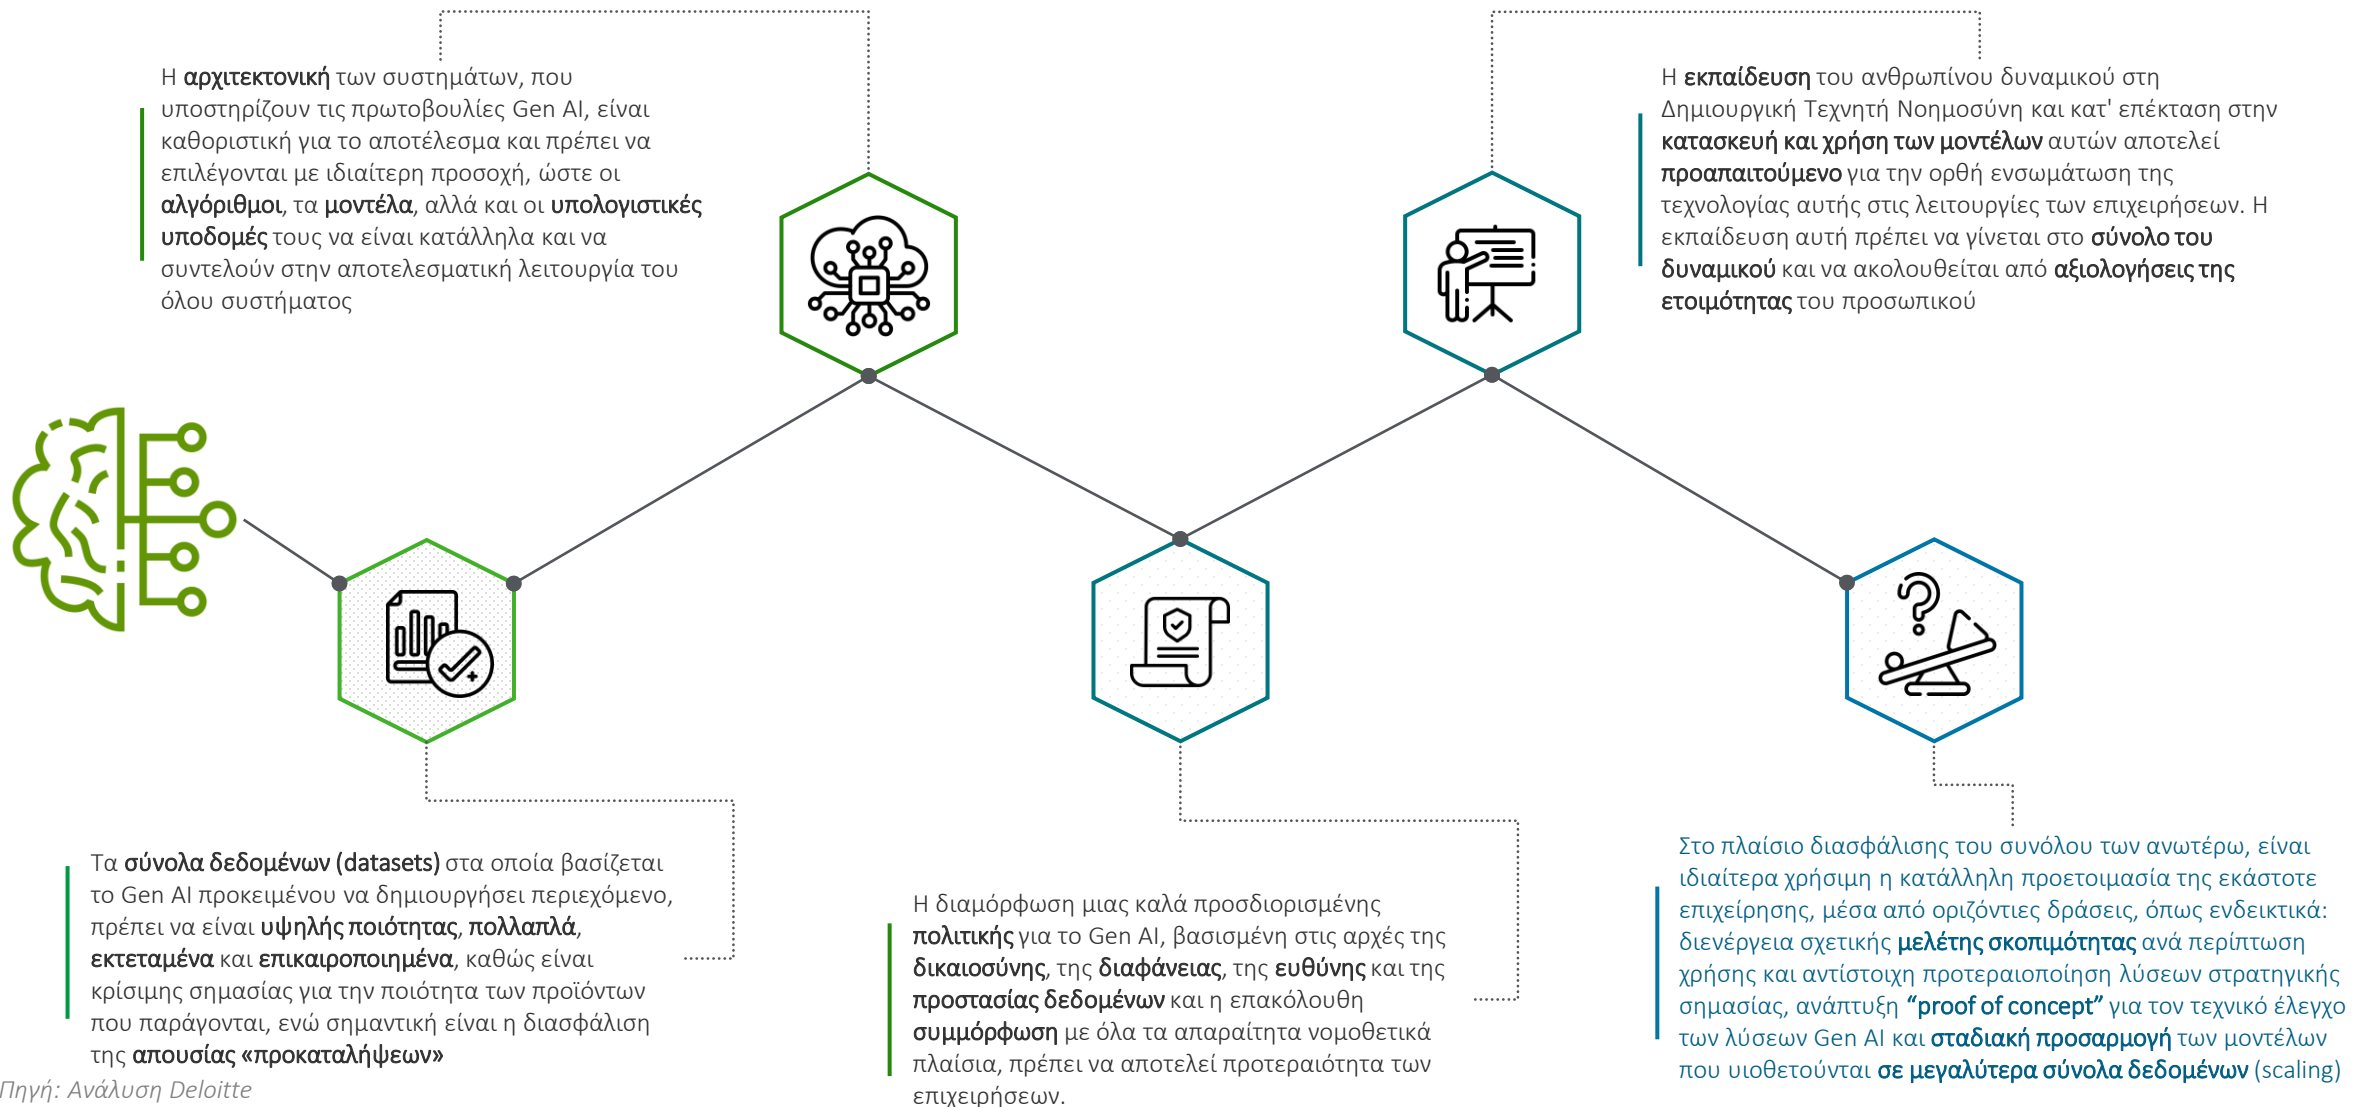 Η αρχιτεκτονική των συστημάτων, που
υποστηρίζουν τις πρωτοβουλίες Gen AI, είναι
καθοριστική για το αποτέλεσμα και πρέπει να
επιλέγονται με ιδιαίτερη προσοχή, ώστε οι
αλγόριθμοι, τα μοντέλα, αλλά και οι υπολογιστικές
υποδομές τους να είναι κατάλληλα και να
συντελούν στην αποτελεσματική λειτουργία του
όλου συστήματος
Η εκπαίδευση του ανθρωπίνου δυναμικού στη
Δημιουργική Τεχνητή Νοημοσύνη και κατ' επέκταση στην
κατασκευή και χρήση των μοντέλων αυτών αποτελεί
προαπαιτούμενο για την ορθή ενσωμάτωση της
τεχνολογίας αυτής στις λειτουργίες των επιχειρήσεων. Η
εκπαίδευση αυτή πρέπει να γίνεται στο σύνολο του
δυναμικού και να ακολουθείται από αξιολογήσεις της
ετοιμότητας του προσωπικού
Τα σύνολα δεδομένων (datasets) στα οποία βασίζεται
το Gen AI προκειμένου να δημιουργήσει περιεχόμενο,
πρέπει να είναι υψηλής ποιότητας, πολλαπλά,
εκτεταμένα και επικαιροποιημένα, καθώς είναι
κρίσιμης σημασίας για την ποιότητα των προϊόντων
που παράγονται, ενώ σημαντική είναι η διασφάλιση
της απουσίας «προκαταλήψεων»
Η διαμόρφωση μιας καλά προσδιορισμένης
πολιτικής για το Gen AI, βασισμένη στις αρχές της
δικαιοσύνης, της διαφάνειας, της ευθύνης και της
προστασίας δεδομένων και η επακόλουθη
συμμόρφωση με όλα τα απαραίτητα νομοθετικά
πλαίσια, πρέπει να αποτελεί προτεραιότητα των
επιχειρήσεων.
Στο πλαίσιο διασφάλισης του συνόλου των ανωτέρω, είναι
ιδιαίτερα χρήσιμη η κατάλληλη προετοιμασία της εκάστοτε
επιχείρησης, μέσα από οριζόντιες δράσεις, όπως ενδεικτικά:
διενέργεια σχετικής μελέτης σκοπιμότητας ανά περίπτωση
χρήσης και αντίστοιχη προτεραιοποίηση λύσεων στρατηγικής
σημασίας, ανάπτυξη “proof of concept” για τον τεχνικό έλεγχο
των λύσεων Gen AI και σταδιακή προσαρμογή των μοντέλων
που υιοθετούνται σε μεγαλύτερα σύνολα δεδομένων (scaling)
Πηγή: Ανάλυση Deloitte